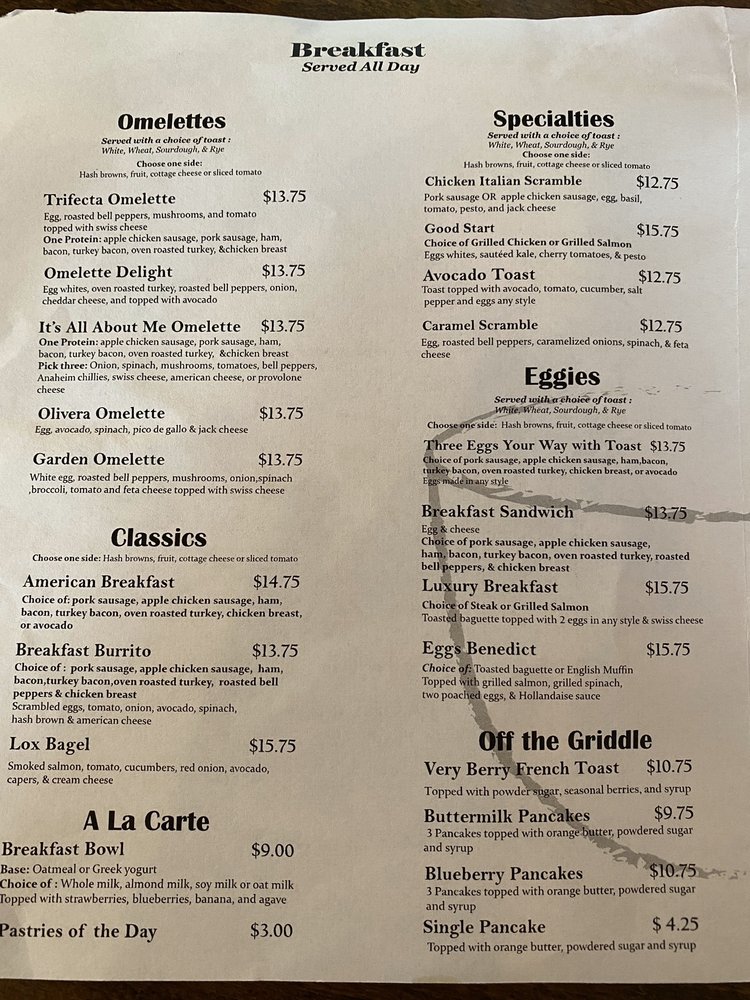 Breakfast
Served All Day
Omelettes
Served with a choice of toast :
White, Wheat, Sourdough, & Rye
Choose one side:
Hash browns, fruit, cottage cheese or sliced tomato
Trifecta Omelette $13.75
Egg, roasted bell peppers, mushrooms, and tomato
topped with swiss cheese
One Protein: apple chicken sausage, pork sausage, ham,
bacon, turkey bacon, oven roasted turkey, &chicken breast
Omelette Delight $13.75
Egg whites, oven roasted turkey, roasted bell peppers, onion,
cheddar cheese, and topped with avocado
It's All About Me Omelette $13.75
One Protein: apple chicken sausage, pork sausage, ham,
bacon, turkey bacon, oven roasted turkey, &chicken breast
Pick three: Onion, spinach, mushrooms, tomatoes, bell peppers,
Anaheim chillies, swiss cheese, american cheese, or provolone
cheese
Olivera Omelette $13.75
Egg, avocado, spinach, pico de gallo & jack cheese
Garden Omelette $13.75
White egg, roasted bell peppers, mushrooms, onion,spinach
,broccoli, tomato and feta cheese topped with swiss cheese
Classics
Choose one side: Hash browns, fruit, cottage cheese or sliced tomato
American Breakfast $14.75
Choice of: pork sausage, apple chicken sausage, ham,
bacon, turkey bacon, oven roasted turkey, chicken breast,
or avocado
Breakfast Burrito $13.75
Choice of : pork sausage, apple chicken sausage, ham,
bacon,turkey bacon,oven roasted turkey, roasted bell
peppers & chicken breast
Scrambled eggs, tomato, onion, avocado, spinach,
hash brown & american cheese
Lox Bagel $15.75
Smoked salmon, tomato, cucumbers, red onion, avocado,
capers, & cream cheese
A La Carte
Breakfast Bowl $9.00
Base: Oatmeal or Greek yogurt
Choice of : Whole milk, almond milk, soy milk or oat milk
Topped with strawberries, blueberries, banana, and agave
Pastries of the Day $3.00
Specialties
Served with a choice of toast :
White, Wheat, Sourdough, & Rye
Choose one side:
Hash browns, fruit, cottage cheese or sliced tomato
Chicken Italian Scramble $12.75
Pork sausage OR apple chicken sausage, egg, basil,
tomato, pesto, and jack cheese
Good Start $15.75
Choice of Grilled Chicken or Grilled Salmon
Eggs whites, sautéed kale, cherry tomatoes, & pesto
Avocado Toast $12.75
Toast topped with avocado, tomato, cucumber, salt
pepper and eggs any style
Caramel Scramble $12.75
Egg, roasted bell peppers, caramelized onions, spinach, & feta
cheese
Eggies
Served with a choice of toast :
White, Wheat, Sourdough, & Rye
Choose one side: Hash browns, fruit, cottage cheese or sliced tomato
Three Eggs Your Way with Toast $13.75
Choice of pork sausage, apple chicken sausage, ham,bacon,
turkey bacon, oven roasted turkey, chicken breast, or avocado
Eggs made in any style
Breakfast Sandwich $13.75
Egg & cheese
Choice of pork sausage, apple chicken sausage,
ham, bacon, turkey bacon, oven roasted turkey, roasted
bell peppers, & chicken breast
Luxury Breakfast $15.75
Choice of Steak or Grilled Salmon
Toasted baguette topped with 2 eggs in any style & swiss cheese
Eggs Benedict $15.75
Choice of: Toasted baguette or English Muffin
Topped with grilled salmon, grilled spinach,
two poached eggs, & Hollandaise sauce
Off the Griddle
Very Berry French Toast $10.75
Topped with powder sugar, seasonal berries, and syrup
Buttermilk Pancakes $9.75
3 Pancakes topped with orange butter, powdered sugar
and syrup
Blueberry Pancakes $10.75
3 Pancakes topped with orange butter, powdered sugar
and syrup
Single Pancake $ 4.25
Topped with orange butter, powdered sugar and syrup